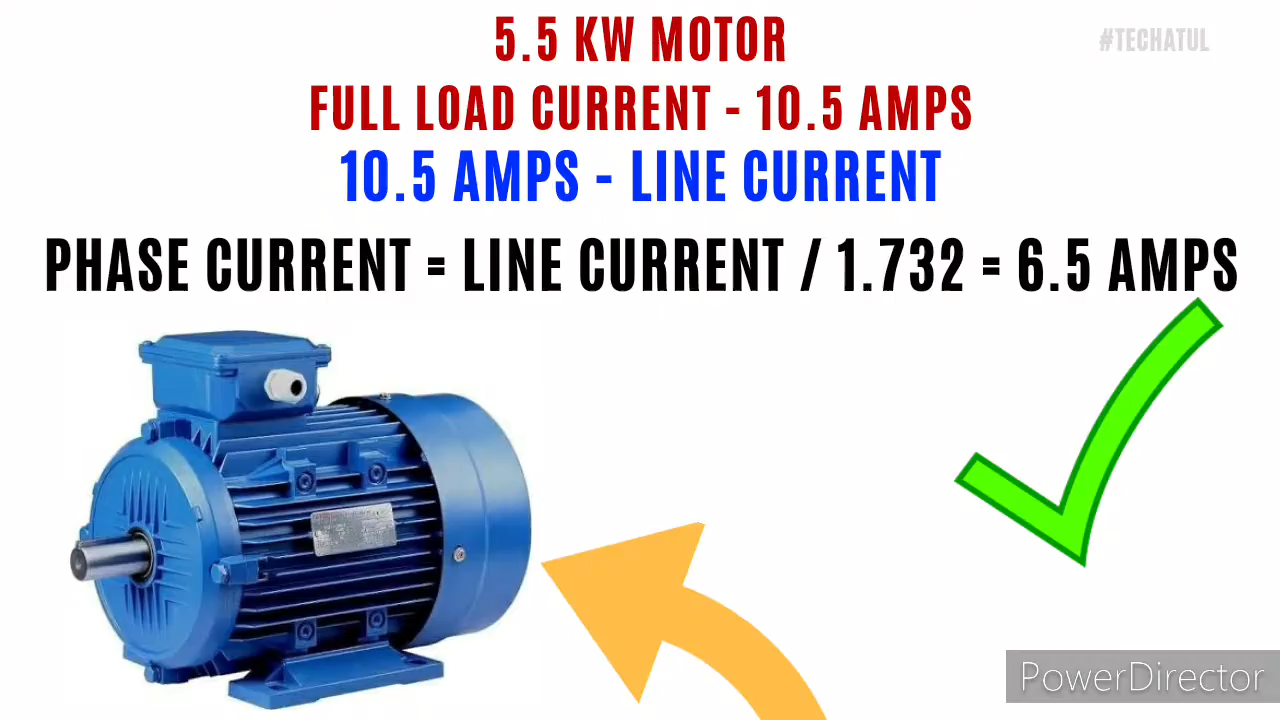 5.5 KW MOTOR
#TECHATUL
FULL LOAD CURRENT - 10.5 AMPS
10.5 AMPS - LINE CURRENT
PHASE CURRENT = LINE CURRENT / 1.732 = 6.5 AMPS
PowerDirector